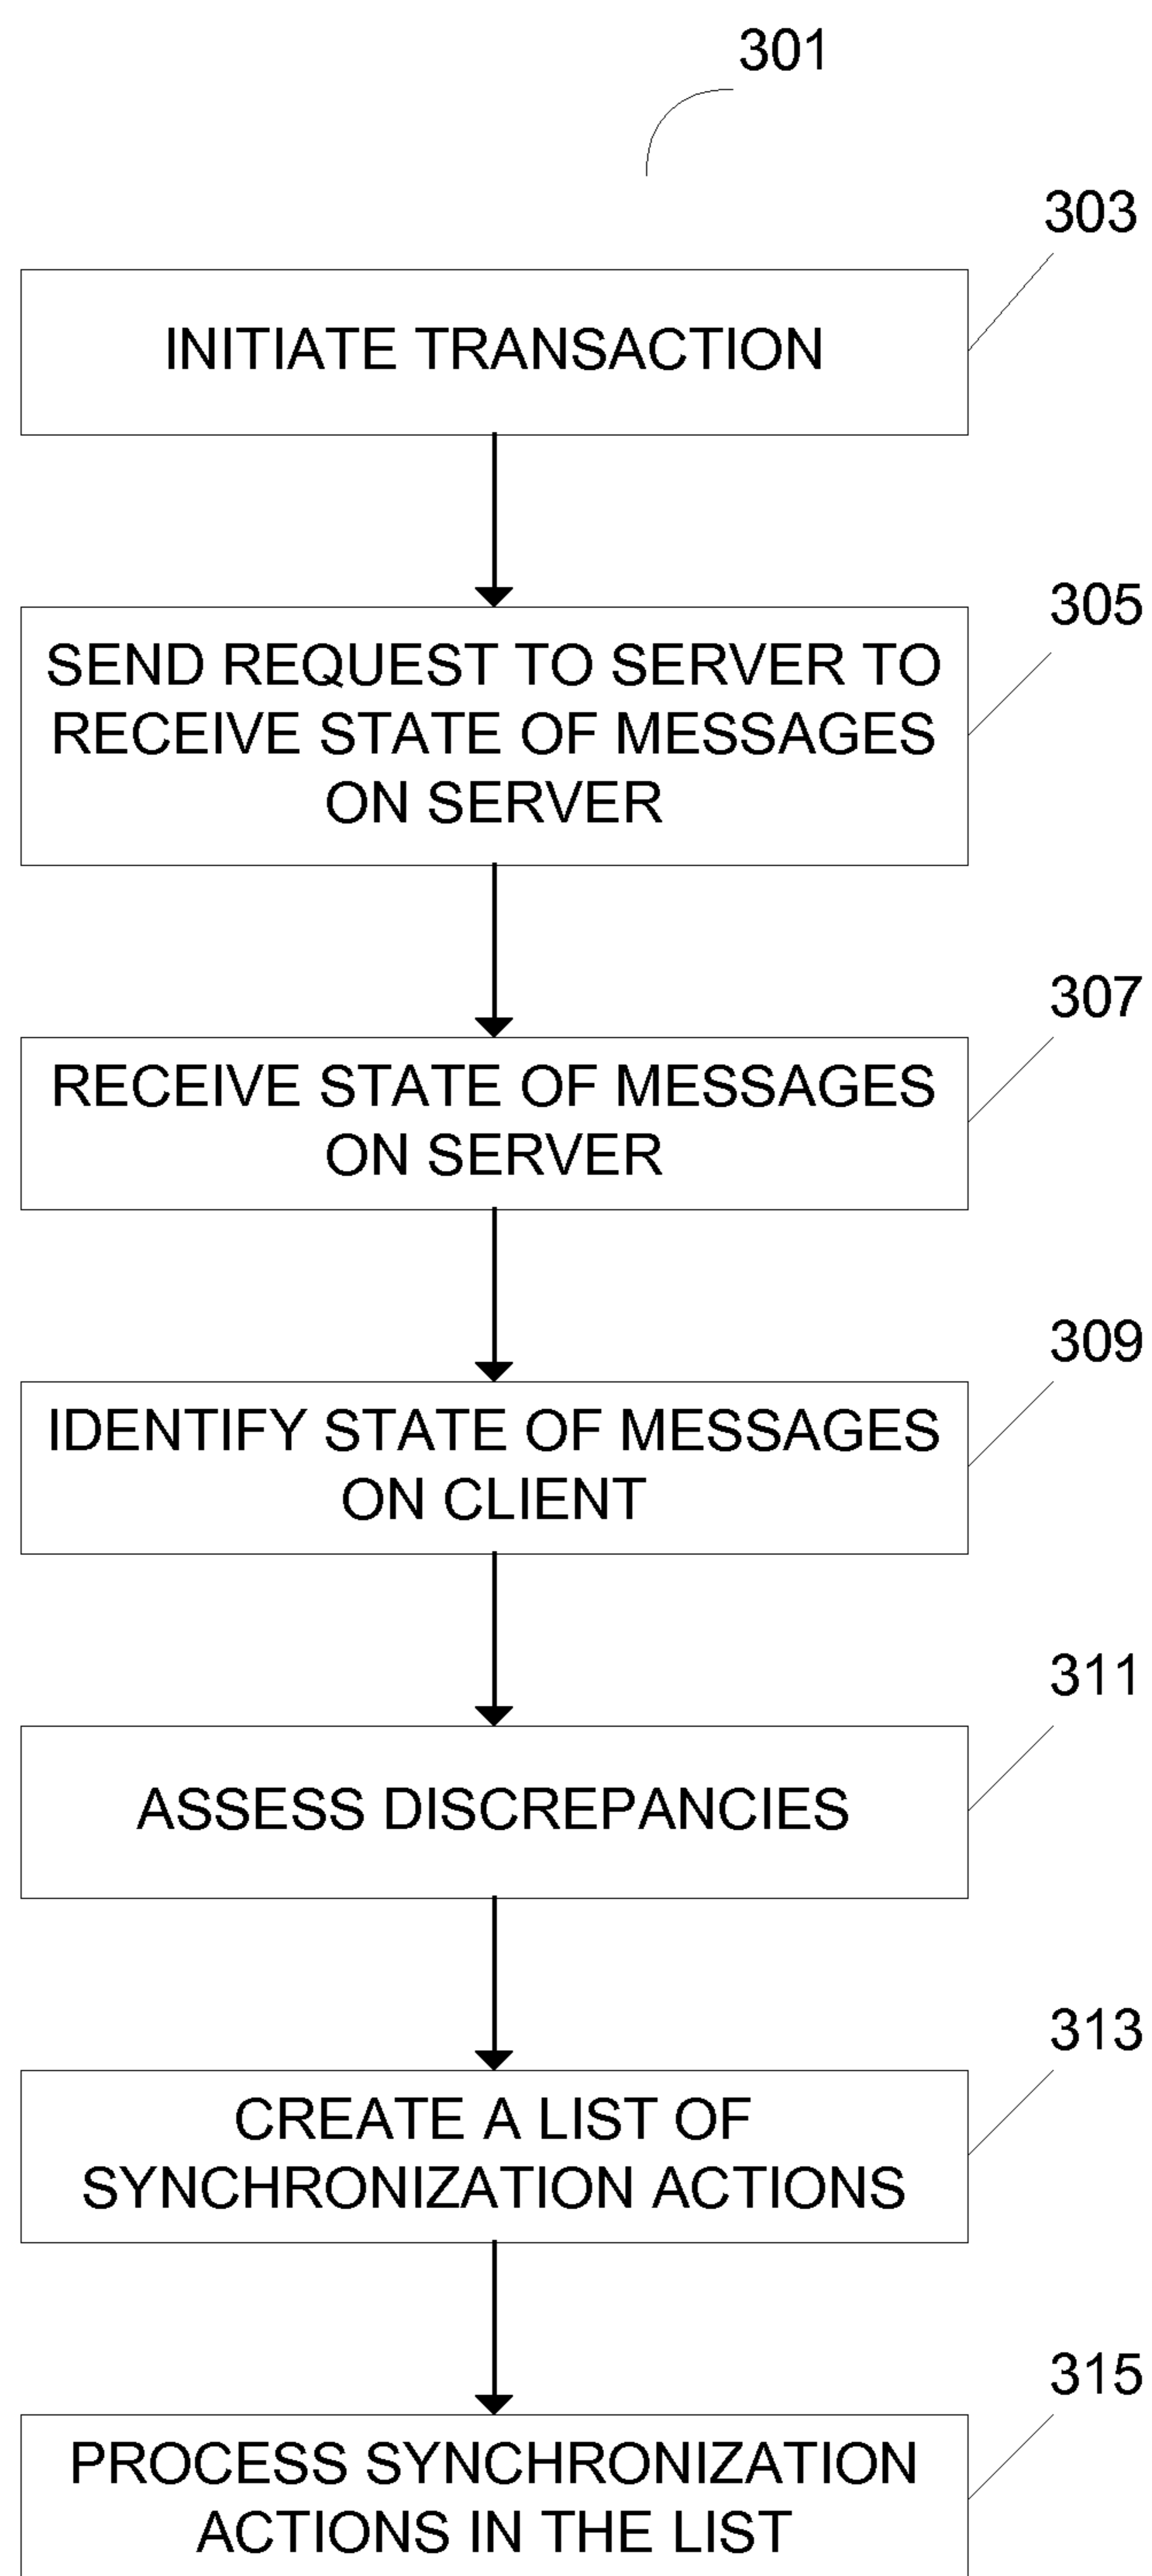 301
303
INITIATE TRANSACTION
305
SEND REQUEST TO SERVER TO
RECEIVE STATE OF MESSAGES
ON SERVER
307
RECEIVE STATE OF MESSAGES
ON SERVER
309
IDENTIFY STATE OF MESSAGES
ON CLIENT
311
ASSESS DISCREPANCIES
313
CREATE A LIST OF
SYNCHRONIZATION ACTIONS
315
PROCESS SYNCHRONIZATION
ACTIONS IN THE LIST